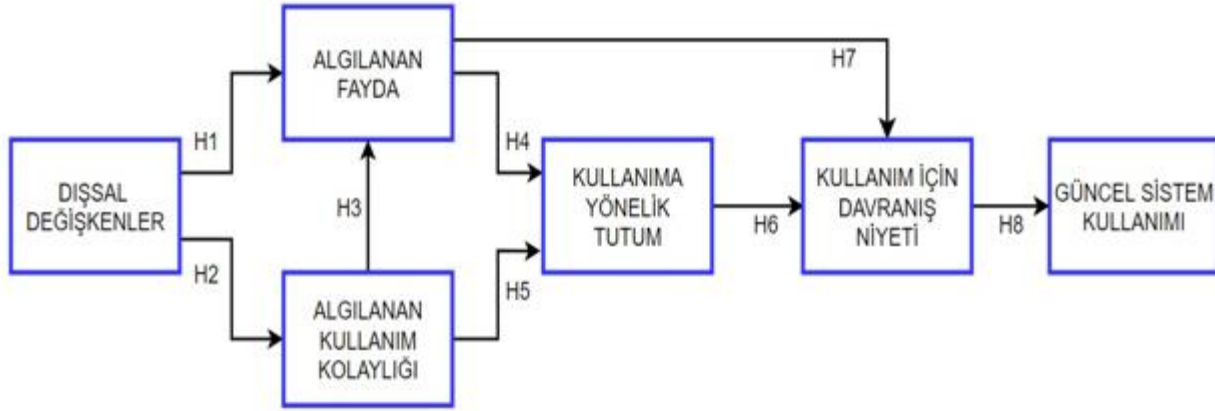 ALGILANAN
FAYDA
H7
H1
H4
DIŞSAL
DEĞİŞKENLER
H3
KULLANIMA
YÖNELİK
TUTUM
H6
KULLANIM İÇİN
DAVRANIŞ
NİYETİ
H8
GÜNCEL SİSTEM
KULLANIMI
H2
H5
ALGILANAN
KULLANIM
KOLAYLIĞI